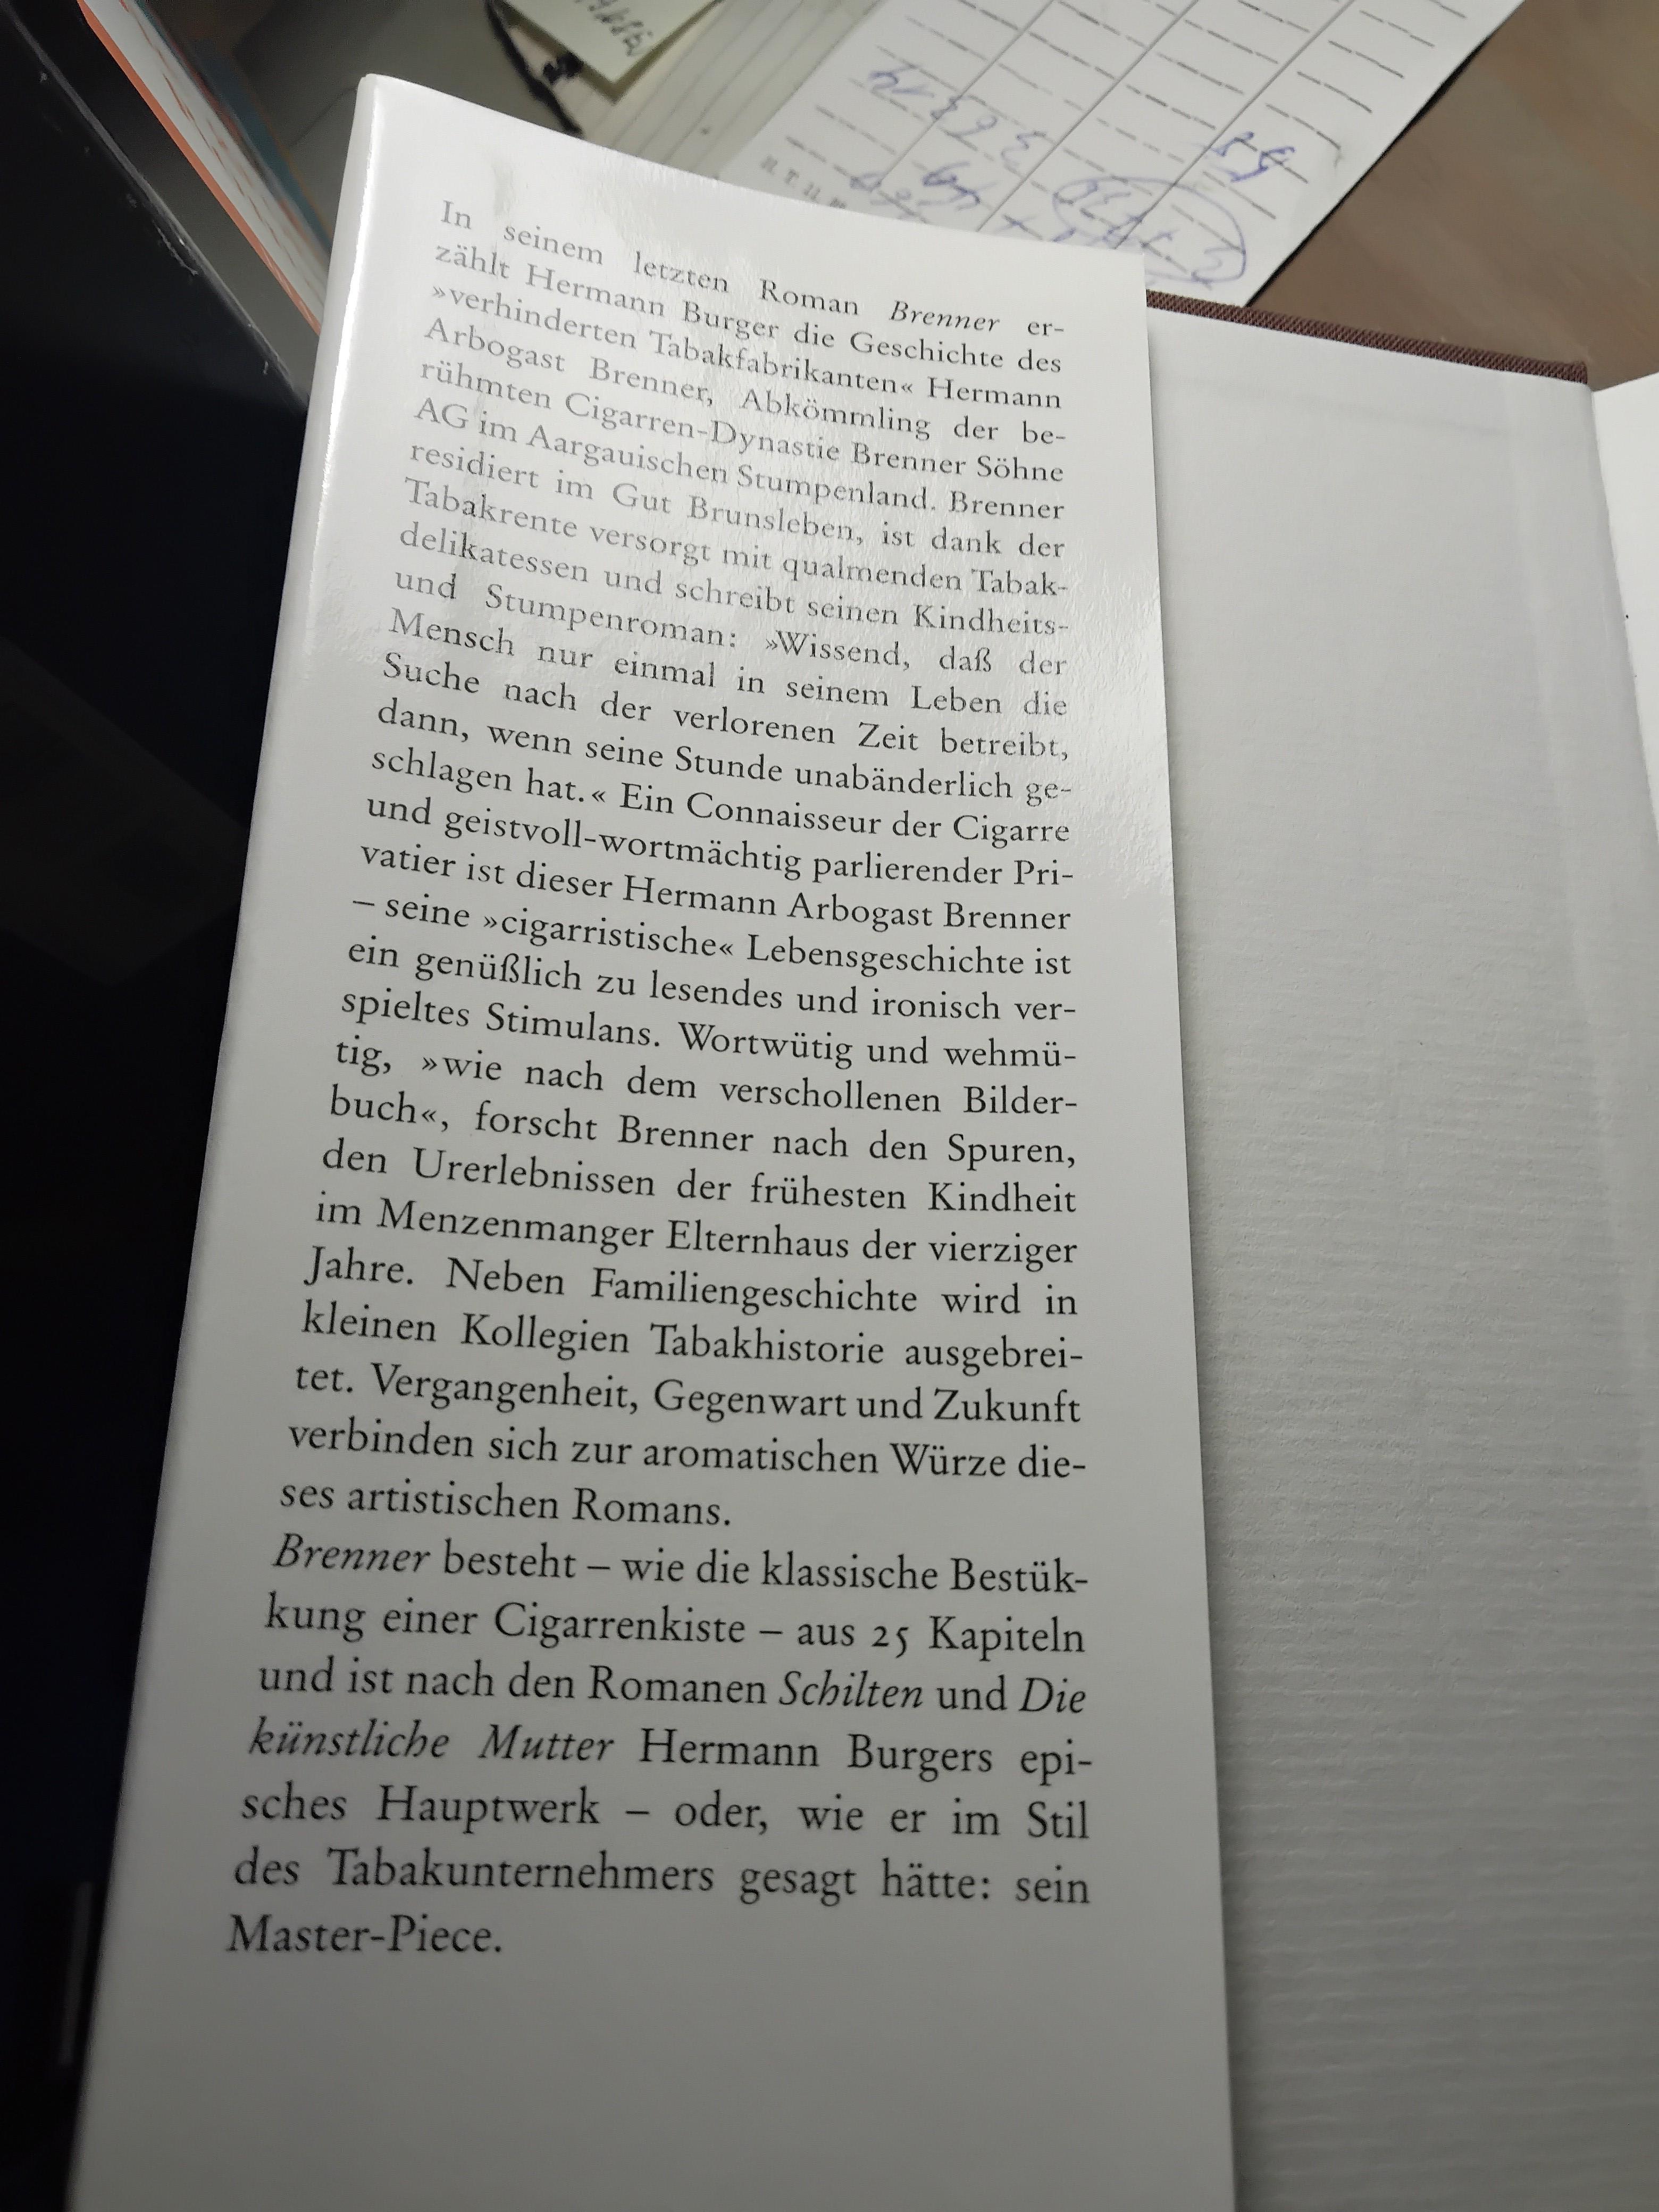 In seinem letzten Roman Brenner er-
zählt Hermann Burger die Geschichte des
»verhinderten Tabakfabrikanten« Hermann
Arbogast Brenner, Abkömmling der be-
rühmten Cigarren-Dynastie Brenner Söhne
AG im Aargauischen Stumpenland. Brenner
residiert im Gut Brunsleben, ist dank der
Tabakrente versorgt mit qualmenden Tabak-
delikatessen und schreibt seinen Kindheits-
und Stumpenroman: »Wissend, daß der
Mensch nur einmal in seinem Leben die
Suche nach der verlorenen Zeit betreibt,
dann, wenn seine Stunde unabänderlich ge-
schlagen hat.« Ein Connaisseur der Cigarre
und geistvoll-wortmächtig parlierender Pri-
vatier ist dieser Hermann Arbogast Brenner
– seine »cigarristische« Lebensgeschichte ist
ein genüßlich zu lesendes und ironisch ver-
spieltes Stimulans. Wortwütig und wehmü-
tig, »wie nach dem verschollenen Bilder-
buch«, forscht Brenner nach den Spuren,
den Urerlebnissen der frühesten Kindheit
im Menzenmanger Elternhaus der vierziger
Jahre. Neben Familiengeschichte wird in
kleinen Kollegien Tabakhistorie ausgebrei-
tet. Vergangenheit, Gegenwart und Zukunft
verbinden sich zur aromatischen Würze die-
ses artistischen Romans.
Brenner besteht – wie die klassische Bestük-
kung einer Cigarrenkiste – aus 25 Kapiteln
und ist nach den Romanen Schilten und Die
künstliche Mutter Hermann Burgers epi-
sches Hauptwerk – oder, wie er im Stil
des Tabakunternehmers gesagt hätte: sein
Master-Piece.